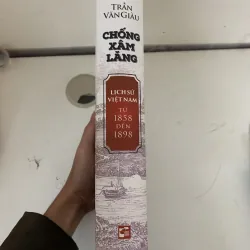 TRẦN
VĂN GIÀU
CHỐNG
XÂM
LĂNG
LỊCH SỬ
VIỆT NAM
TỪ
1858
ĐẾN
1898